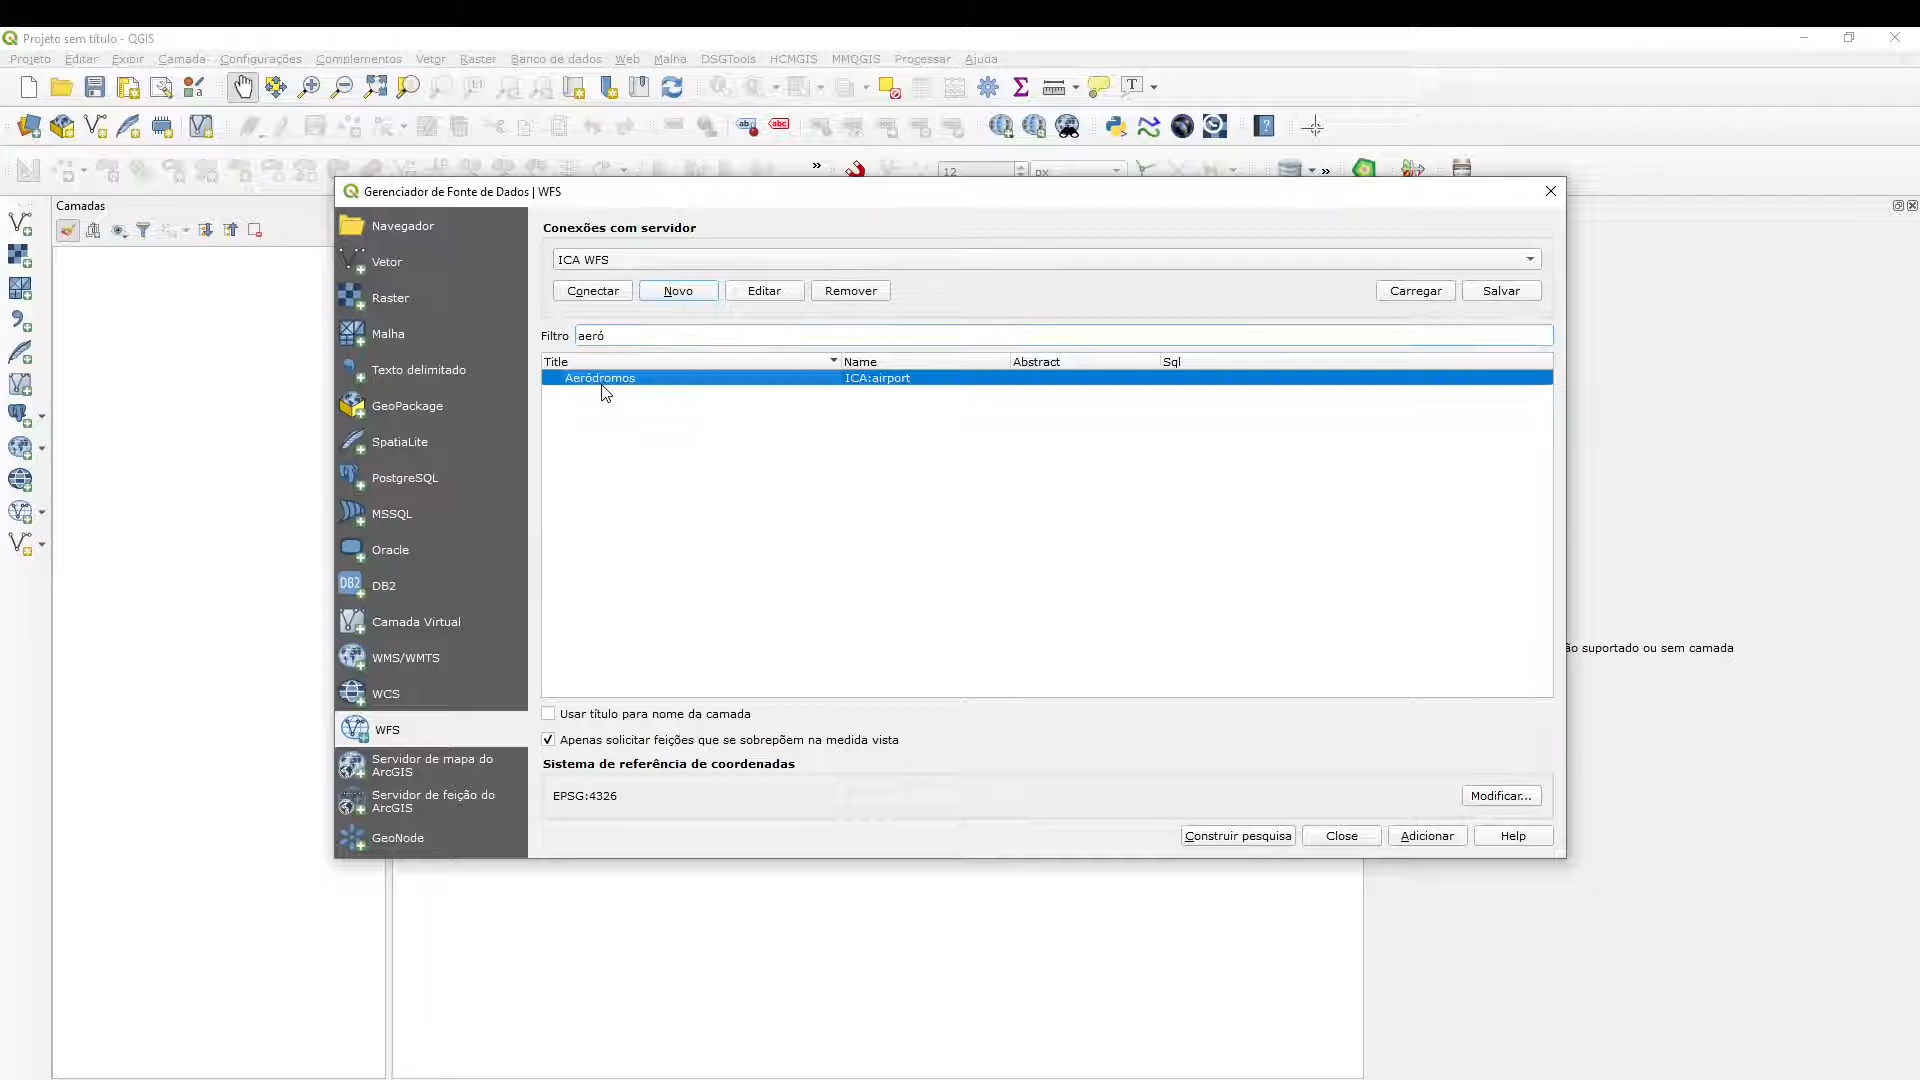 Projeto sem título - QGIS
Projeto Editar Exibir Camada Configurações Complementos Vetor Raster Banco de dados Web Malha DSGTools HCMGIS MMQGIS Processar Ajuda
T
abc
abc
?
»
12
px
»
Gerenciador de Fonte de Dados | WFS
Camadas
Navegador
Vetor
Raster
Malha
Texto delimitado
GeoPackage
SpatiaLite
PostgreSQL
MSSQL
Oracle
DB2 DB2
Camada Virtual
WMS/WMTS
WCS
WFS
Servidor de mapa do
ArcGIS
Servidor de feição do
ArcGIS
GeoNode
Conexões com servidor
ICA WFS
Conectar Novo Editar Remover Carregar Salvar
Filtro aeró
Title Name Abstract Sql
Aeródromos ICA:airport
Usar título para nome da camada
Apenas solicitar feições que se sobrepõem na medida vista
Sistema de referência de coordenadas
EPSG:4326 Modificar...
Construir pesquisa Close Adicionar Help
ão suportado ou sem camada